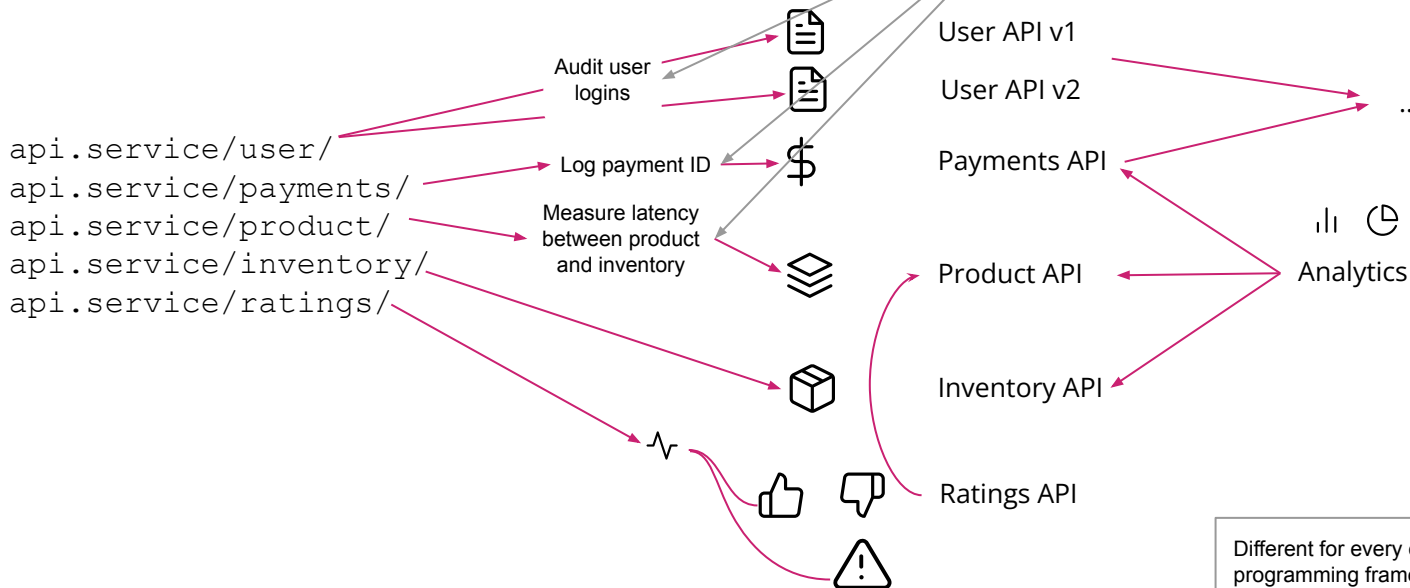 User API v1
Audit user
logins
User API v2
..
api.service/user/
api.service/payments/
api.service/product/
api.service/inventory/
api.service/ratings/
Log payment ID
Payments API
Measure latency
between product
and inventory
Product API
Analytics
Inventory API
Ratings API
Different for every
programming